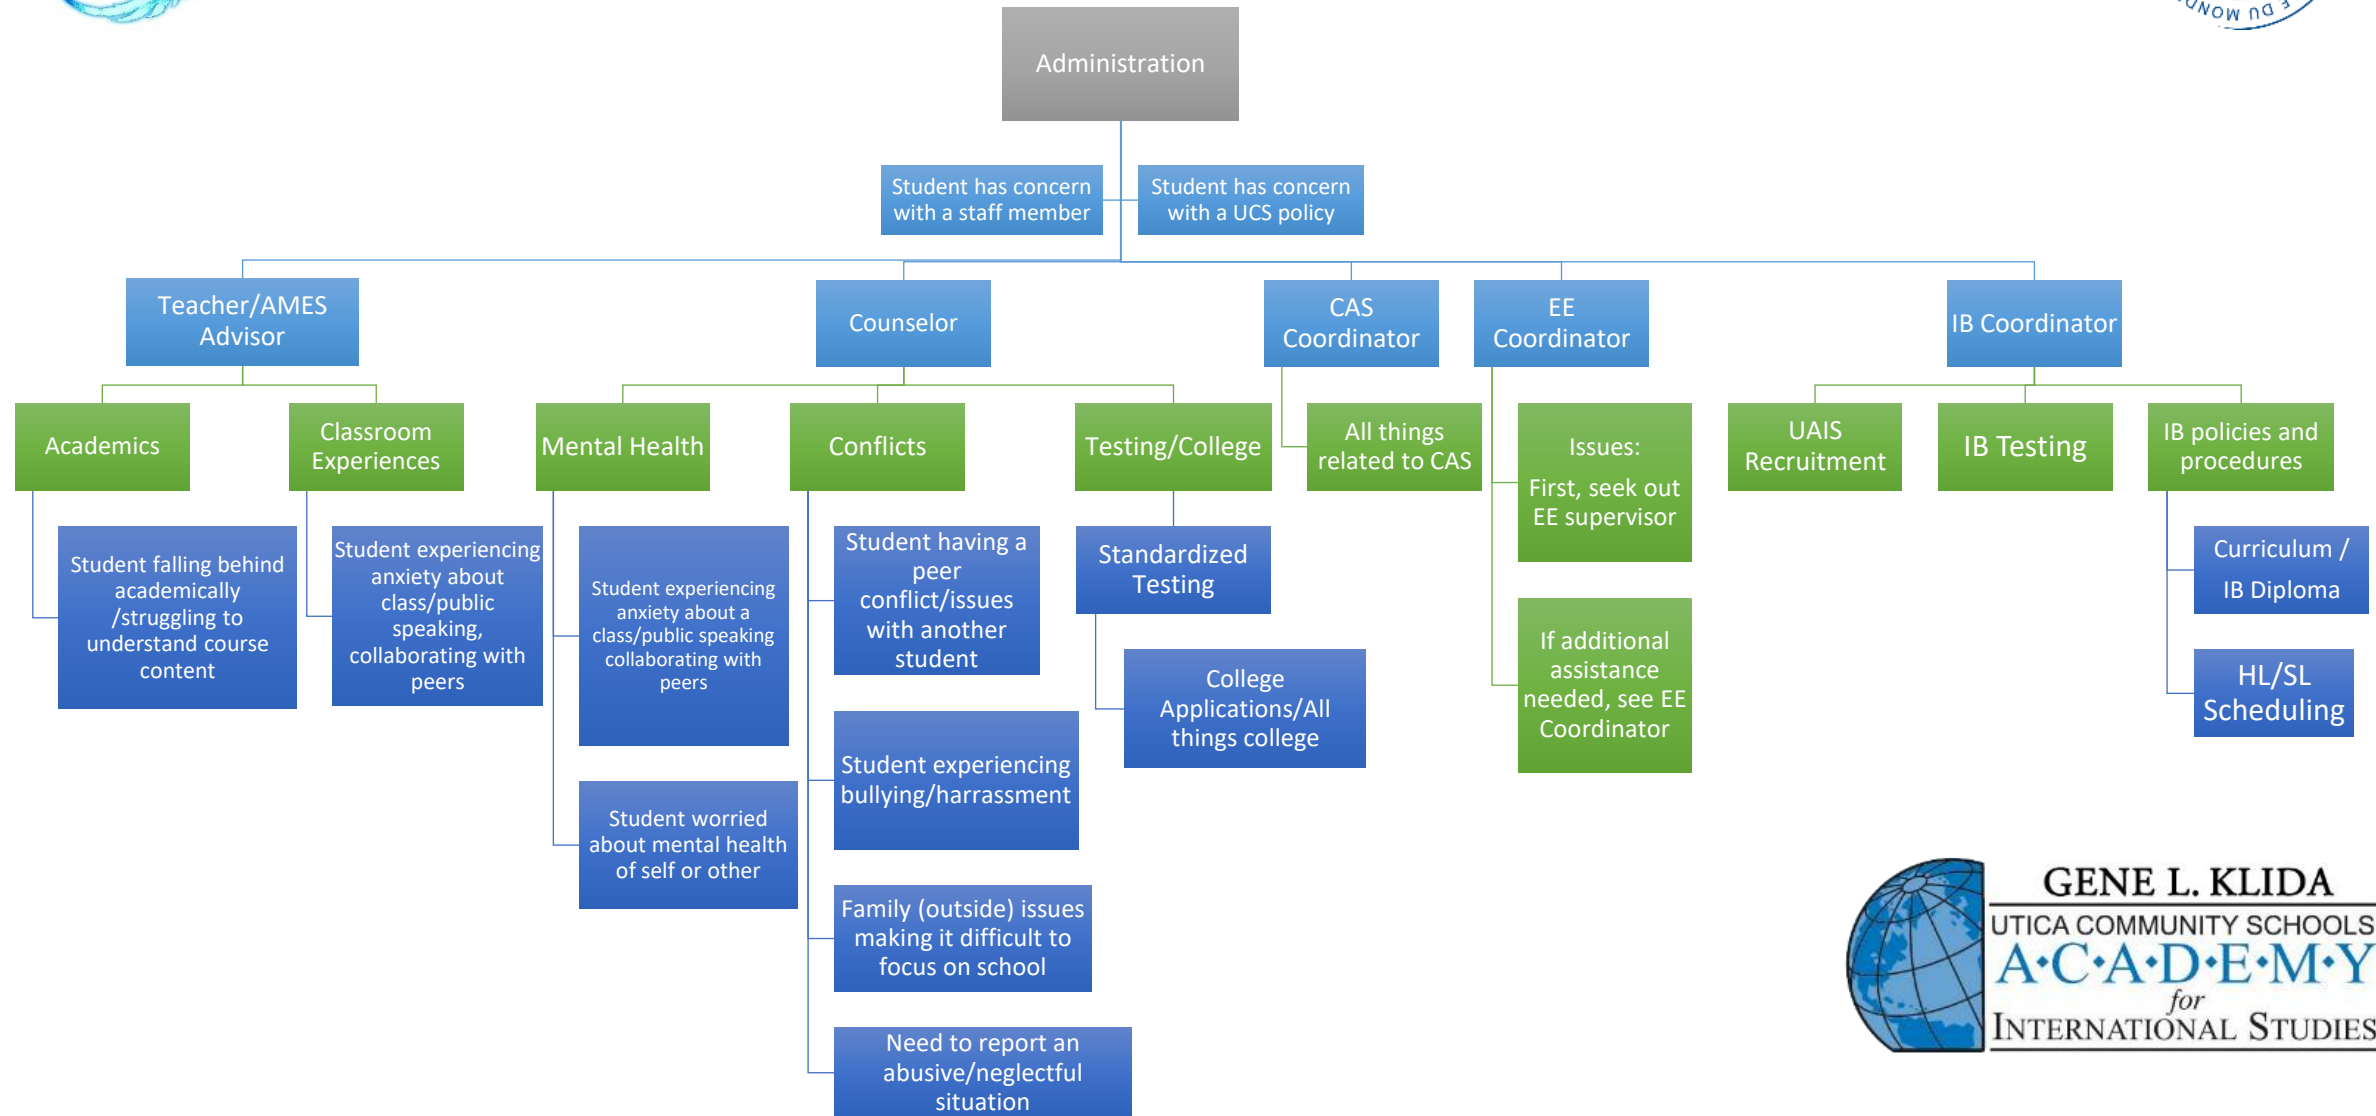 E DU MOND
Administration
Student has concern
with a staff member
Student has concern
with a UCS policy
Teacher/AMES
Advisor
Counselor
CAS
Coordinator
EE
Coordinator
IB Coordinator
Academics
Classroom
Experiences
Mental Health
Conflicts
Testing/College
All things
related to CAS
Issues:
First, seek out
EE supervisor
UAIS
Recruitment
IB Testing
IB policies and
procedures
Student falling behind
academically
/struggling to
understand course
content
Student experiencing
anxiety about
class/public
speaking,
collaborating with
peers
Student experiencing
anxiety about a
class/public speaking
collaborating with
peers
Student having a
peer
conflict/issues
with another
student
Standardized
Testing
Curriculum /
IB Diploma
If additional
assistance
needed, see EE
Coordinator
College
Applications/All
things college
HL/SL
Scheduling
Student experiencing
bullying/harrassment
Student worried
about mental health
of self or other
Family (outside) issues
making it difficult to
focus on school
Need to report an
abusive/neglectful
situation
GENE L. KLIDA
UTICA COMMUNITY SCHOOLS
A•C•A•D•E•M•Y
for
INTERNATIONAL STUDIES